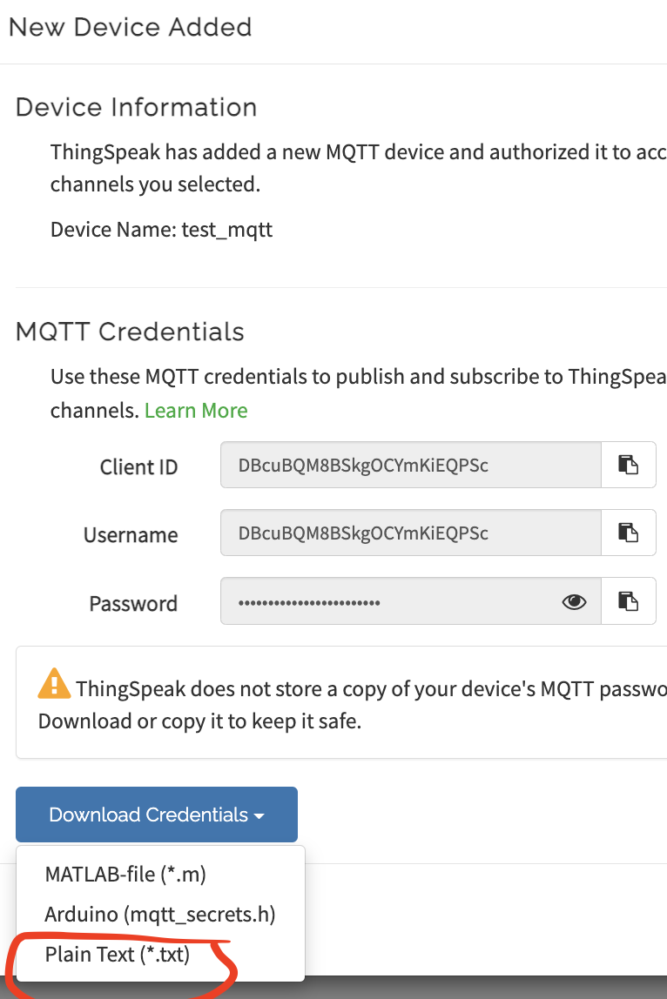 New Device Added
Device Information
ThingSpeak has added a new MQTT device and authorized it to acc
channels you selected.
Device Name: test_mqtt
MQTT Credentials
Use these MQTT credentials to publish and subscribe to ThingSpea
channels. Learn More
Client ID DBcuBQM8BSkgOCYmKiEQPSc
Username DBcuBQM8BSkgOCYmKiEQPSc
Password ••••••••••••••••••••••••
ThingSpeak does not store a copy of your device's MQTT passwo
Download or copy it to keep it safe.
Download Credentials
MATLAB-file (*.m)
Arduino (mqtt_secrets.h)
Plain Text (*.txt)